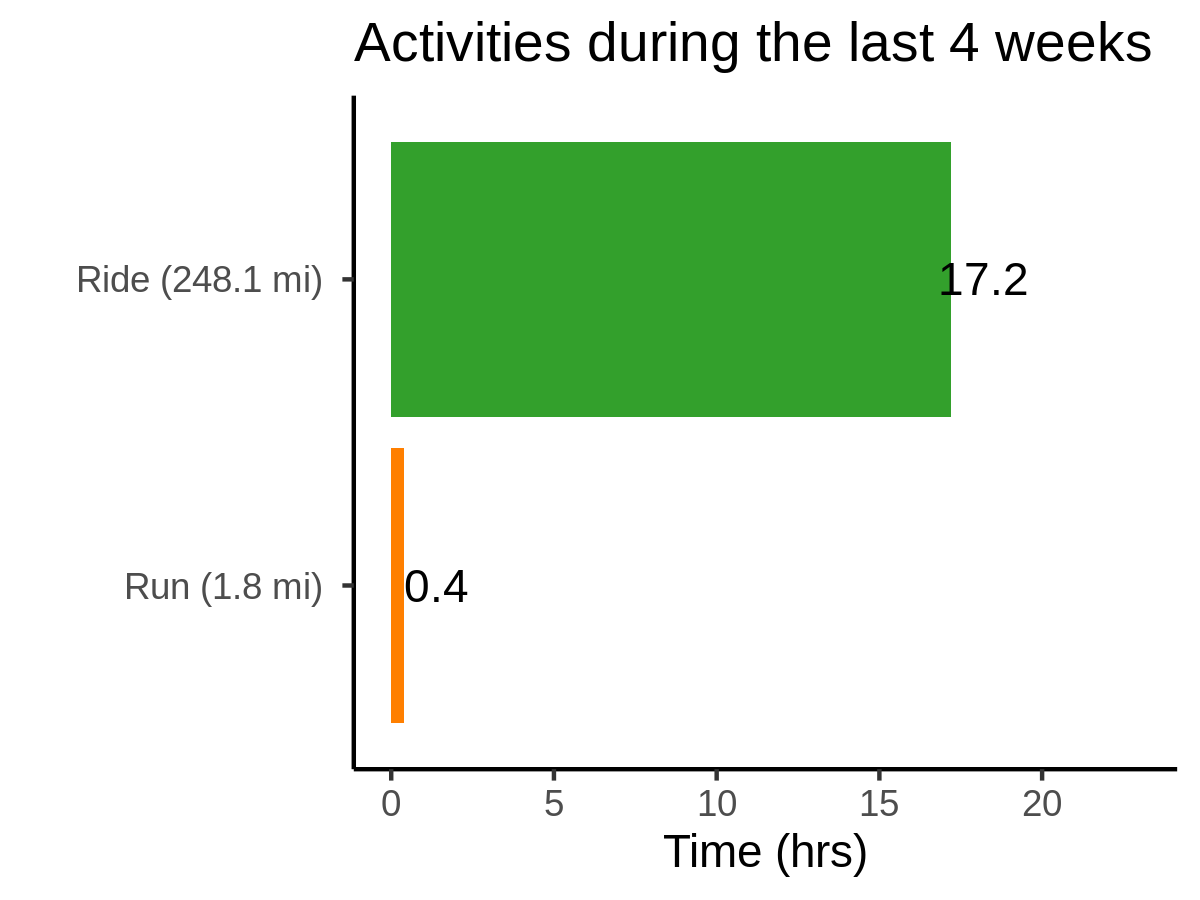 Activities during the last 4 weeks
Ride (248.1 mi)
17.2
Run (1.8 mi)
0.4
0 5 10 15 20
Time (hrs)